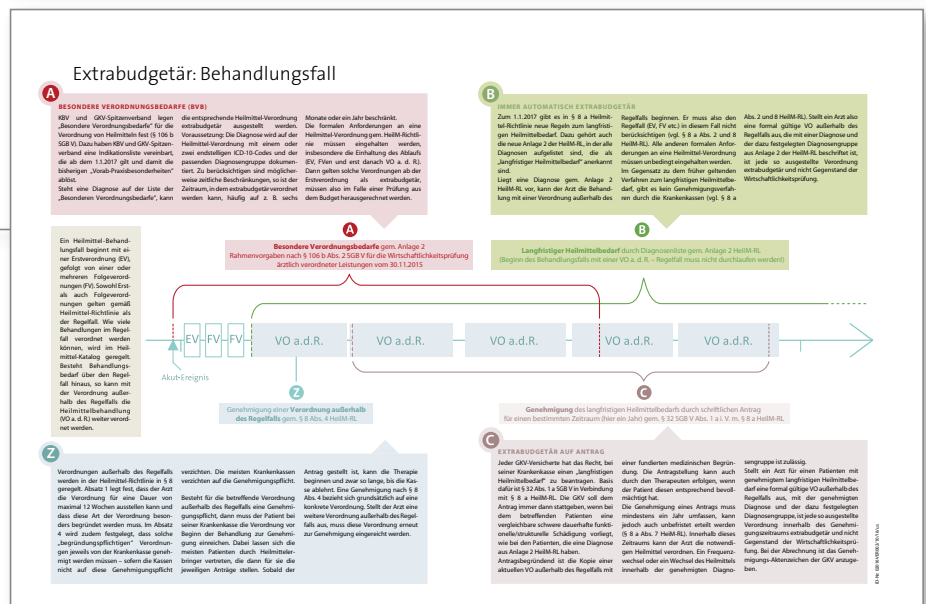 Extrabudgetär: Behandlungsfall
A
BESONDERE VERORDNUNGSBEDARFE (BVB)
KBV und GKV-Spitzenverband legen
„Besondere Verordnungsbedarfe“ für die
Verordnung von Heilmitteln fest (§ 106 b
SGB V). Dazu haben KBV und GKV-Spitzen-
verband eine Indikationsliste vereinbart,
die ab dem 1.1.2017 gilt und damit die
bisherigen „Vorab-Praxisbesonderheiten“
ablöst.
Steht eine Diagnose auf der Liste der
„Besonderen Verordnungsbedarfe“, kann
die entsprechende Heilmittel-Verordnung
extrabudgetär ausgestellt werden.
Voraussetzung: Die Diagnose wird auf der
Heilmittel-Verordnung mit einem oder
zwei endstelligen ICD-10-Codes und der
passenden Diagnosengruppe dokumen-
tiert. Zu berücksichtigen sind möglicher-
weise zeitliche Beschränkungen, so ist der
Zeitraum, in dem extrabudgetär verordnet
werden kann, häufig auf z. B. sechs
Monate oder ein Jahr beschränkt.
Die formalen Anforderungen an eine
Heilmittel-Verordnung gem. HeilM-Richtli-
nie müssen eingehalten werden,
insbesondere die Einhaltung des Ablaufs
(EV, FVen und erst danach VO a. d. R.).
Dann gelten solche Verordnungen ab der
Erstverordnung als extrabudgetär,
müssen also im Falle einer Prüfung aus
dem Budget herausgerechnet werden.
B
IMMER AUTOMATISCH EXTRABUDGETÄR
Zum 1.1.2017 gibt es in § 8 a Heilmit-
tel-Richtlinie neue Regeln zum langfristi-
gen Heilmittelbedarf. Dazu gehört auch
die neue Anlage 2 der HeilM-RL, in der alle
Diagnosen aufgelistet sind, die als
„langfristiger Heilmittelbedarf“ anerkannt
sind.
Liegt eine Diagnose gem. Anlage 2
HeilM-RL vor, kann der Arzt die Behand-
lung mit einer Verordnung außerhalb des
Regelfalls beginnen. Er muss also den
Regelfall (EV, FV etc.) in diesem Fall nicht
berücksichtigen (vgl. § 8 a Abs. 2 und 8
HeilM-RL). Alle anderen formalen Anfor-
derungen an eine Heilmittel-Verordnung
müssen unbedingt eingehalten werden.
Im Gegensatz zu dem früher geltenden
Verfahren zum langfristigen Heilmittelbe-
darf, gibt es kein Genehmigungsverfah-
ren durch die Krankenkassen (vgl. § 8 a
Abs. 2 und 8 HeilM-RL). Stellt ein Arzt also
eine formal gültige VO außerhalb des
Regelfalls aus, die mit einer Diagnose und
der dazu festgelegten Diagnosengruppe
aus Anlage 2 HeilM-RL beschriftet ist,
ist jede so ausgestellte Verordnung
extrabudgetär und nicht Gegenstand der
Wirtschaftlichkeitsprüfung.
Ein Heilmittel-Behand-
lungsfall beginnt mit ei-
ner Erstverordnung (EV),
gefolgt von einer oder
mehreren Folgeverord-
nungen (FV). Sowohl Erst-
als auch Folgeverord-
nungen gelten gemäß
Heilmittel-Richtlinie als
der Regelfall. Wie viele
Behandlungen im Regel-
fall verordnet werden
können, wird im Heil-
mittel-Katalog geregelt.
Besteht Behandlungs-
bedarf über den Regel-
fall hinaus, so kann mit
der Verordnung außer-
halb des Regelfalls die
Heilmittelbehandlung
(VO a. d. R.) weiter verord-
net werden.
A
Besondere Verordnungsbedarfe gem. Anlage 2
Rahmenvorgaben nach § 106 b Abs. 2 SGB V für die Wirtschaftlichkeitsprüfung
ärztlich verordneter Leistungen vom 30.11.2015
B
Langfristiger Heilmittelbedarf durch Diagnosenliste gem. Anlage 2 HeilM-RL
(Beginn des Behandlungsfalls mit einer VO a. d. R. – Regelfall muss nicht durchlaufen werden!)
EV FV FV VO a.d.R. VO a.d.R. VO a.d.R. VO a.d.R. VO a.d.R.
Akut-Ereignis
Z
Genehmigung einer Verordnung außerhalb
des Regelfalls gem. § 8 Abs. 4 HeilM-RL
C
Genehmigung des langfristigen Heilmittelbedarfs durch schriftlichen Antrag
für einen bestimmten Zeitraum (hier ein Jahr) gem. § 32 SGB V Abs. 1 a i. V. m. § 8 a HeilM-RL
Z
Verordnungen außerhalb des Regelfalls
werden in der Heilmittel-Richtlinie in § 8
geregelt. Absatz 1 legt fest, dass der Arzt
die Verordnung für eine Dauer von
maximal 12 Wochen ausstellen kann und
dass diese Art der Verordnung beson-
ders begründet werden muss. Im Absatz
4 wird zudem festgelegt, dass solche
„begründungspflichtigen“ Verordnun-
gen jeweils von der Krankenkasse geneh-
migt werden müssen – sofern die Kassen
nicht auf diese Genehmigungspflicht
verzichten. Die meisten Krankenkassen
verzichten auf die Genehmigungspflicht.
Besteht für die betreffende Verordnung
außerhalb des Regelfalls eine Genehmi-
gungspflicht, dann muss der Patient bei
seiner Krankenkasse die Verordnung vor
Beginn der Behandlung zur Genehmi-
gung einreichen. Dabei lassen sich die
meisten Patienten durch Heilmitteler-
bringer vertreten, die dann für sie die
jeweiligen Anträge stellen. Sobald der
Antrag gestellt ist, kann die Therapie
beginnen und zwar so lange, bis die Kas-
se ablehnt. Eine Genehmigung nach § 8
Abs. 4 bezieht sich grundsätzlich auf eine
konkrete Verordnung. Stellt der Arzt eine
weitere Verordnung außerhalb des Regel-
falls aus, muss diese Verordnung erneut
zur Genehmigung eingereicht werden.
C
EXTRABUDGETÄR AUF ANTRAG
Jeder GKV-Versicherte hat das Recht, bei
seiner Krankenkasse einen „langfristigen
Heilmittelbedarf“ zu beantragen. Basis
dafür ist § 32 Abs. 1 a SGB V in Verbindung
mit § 8 a HeilM-RL. Die GKV soll dem
Antrag immer dann stattgeben, wenn bei
dem betreffenden Patienten eine
vergleichbare schwere dauerhafte funkti-
onelle/strukturelle Schädigung vorliegt,
wie bei den Patienten, die eine Diagnose
aus Anlage 2 HeilM-RL haben.
Antragsbegründend ist die Kopie einer
aktuellen VO außerhalb des Regelfalls mit
einer fundierten medizinischen Begrün-
dung. Die Antragstellung kann auch
durch den Therapeuten erfolgen, wenn
der Patient diesen entsprechend bevoll-
mächtigt hat.
Die Genehmigung eines Antrags muss
mindestens ein Jahr umfassen, kann
jedoch auch unbefristet erteilt werden
(§ 8 a Abs. 7 HeilM-RL). Innerhalb dieses
Zeitraums kann der Arzt die notwendi-
gen Heilmittel verordnen. Ein Frequenz-
wechsel oder ein Wechsel des Heilmittels
innerhalb der genehmigten Diagno-
sengruppe ist zulässig.
Stellt ein Arzt für einen Patienten mit
genehmigtem langfristigen Heilmittelbe-
darf eine formal gültige VO außerhalb des
Regelfalls aus, mit der genehmigten
Diagnose und der dazu festgelegten
Diagnosengruppe, ist jede so ausgestellte
Verordnung innerhalb des Genehmi-
gungszeitraums extrabudgetär und nicht
Gegenstand der Wirtschaftlichkeitsprü-
fung. Bei der Abrechnung ist das Geneh-
migungs-Aktenzeichen der GKV anzuge-
ben.